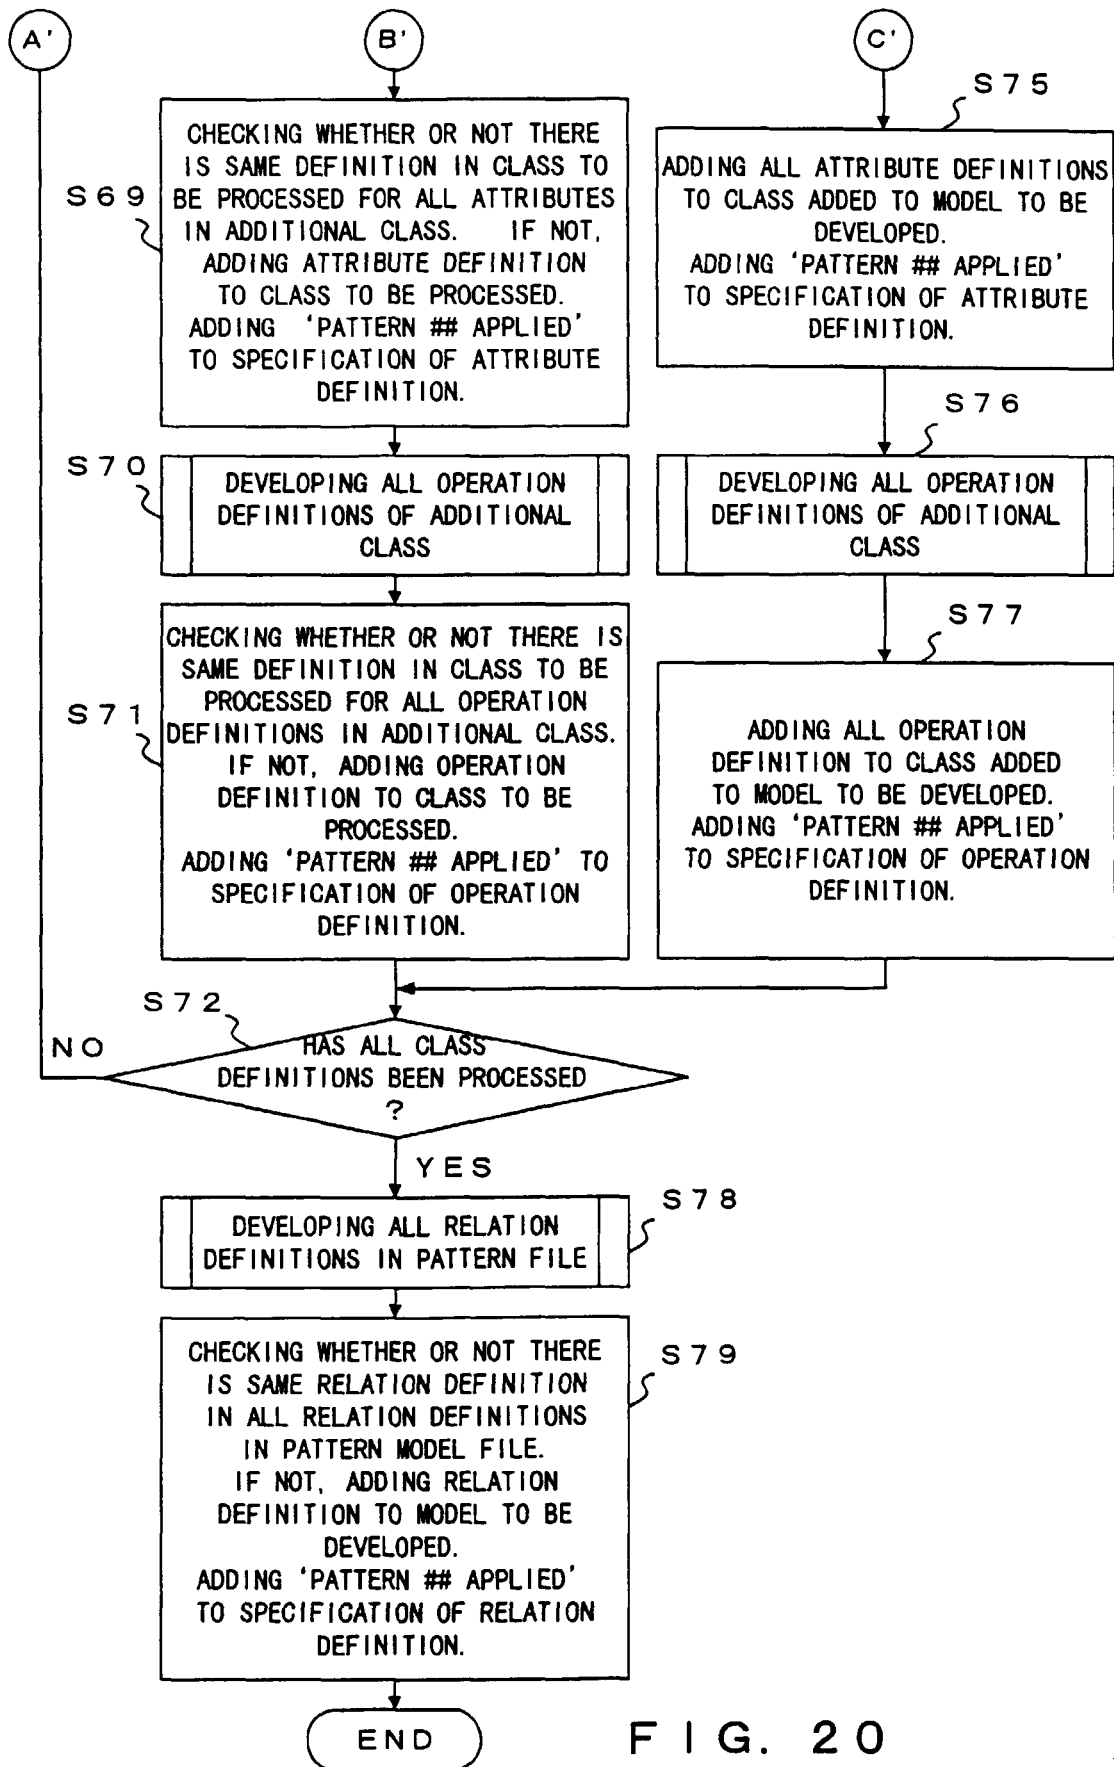 A'
B'
C'
S69
CHECKING WHETHER OR NOT THERE
IS SAME DEFINITION IN CLASS TO
BE PROCESSED FOR ALL ATTRIBUTES
IN ADDITIONAL CLASS. IF NOT,
ADDING ATTRIBUTE DEFINITION
TO CLASS TO BE PROCESSED.
ADDING 'PATTERN ## APPLIED'
TO SPECIFICATION OF ATTRIBUTE
DEFINITION.
S75
ADDING ALL ATTRIBUTE DEFINITIONS
TO CLASS ADDED TO MODEL TO BE
DEVELOPED.
ADDING 'PATTERN ## APPLIED'
TO SPECIFICATION OF ATTRIBUTE
DEFINITION.
S70
DEVELOPING ALL OPERATION
DEFINITIONS OF ADDITIONAL
CLASS
S76
DEVELOPING ALL OPERATION
DEFINITIONS OF ADDITIONAL
CLASS
S71
CHECKING WHETHER OR NOT THERE IS
SAME DEFINITION IN CLASS TO BE
PROCESSED FOR ALL OPERATION
DEFINITIONS IN ADDITIONAL CLASS.
IF NOT, ADDING OPERATION
DEFINITION TO CLASS TO BE
PROCESSED.
ADDING 'PATTERN ## APPLIED' TO
SPECIFICATION OF OPERATION
DEFINITION.
S77
ADDING ALL OPERATION
DEFINITION TO CLASS ADDED
TO MODEL TO BE DEVELOPED.
ADDING 'PATTERN ## APPLIED'
TO SPECIFICATION OF OPERATION
DEFINITION.
S72
NO
HAS ALL CLASS
DEFINITIONS BEEN PROCESSED
?
YES
S78
DEVELOPING ALL RELATION
DEFINITIONS IN PATTERN FILE
S79
CHECKING WHETHER OR NOT THERE
IS SAME RELATION DEFINITION
IN ALL RELATION DEFINITIONS
IN PATTERN MODEL FILE.
IF NOT, ADDING RELATION
DEFINITION TO MODEL TO BE
DEVELOPED.
ADDING 'PATTERN ## APPLIED'
TO SPECIFICATION OF RELATION
DEFINITION.
END
FIG. 20